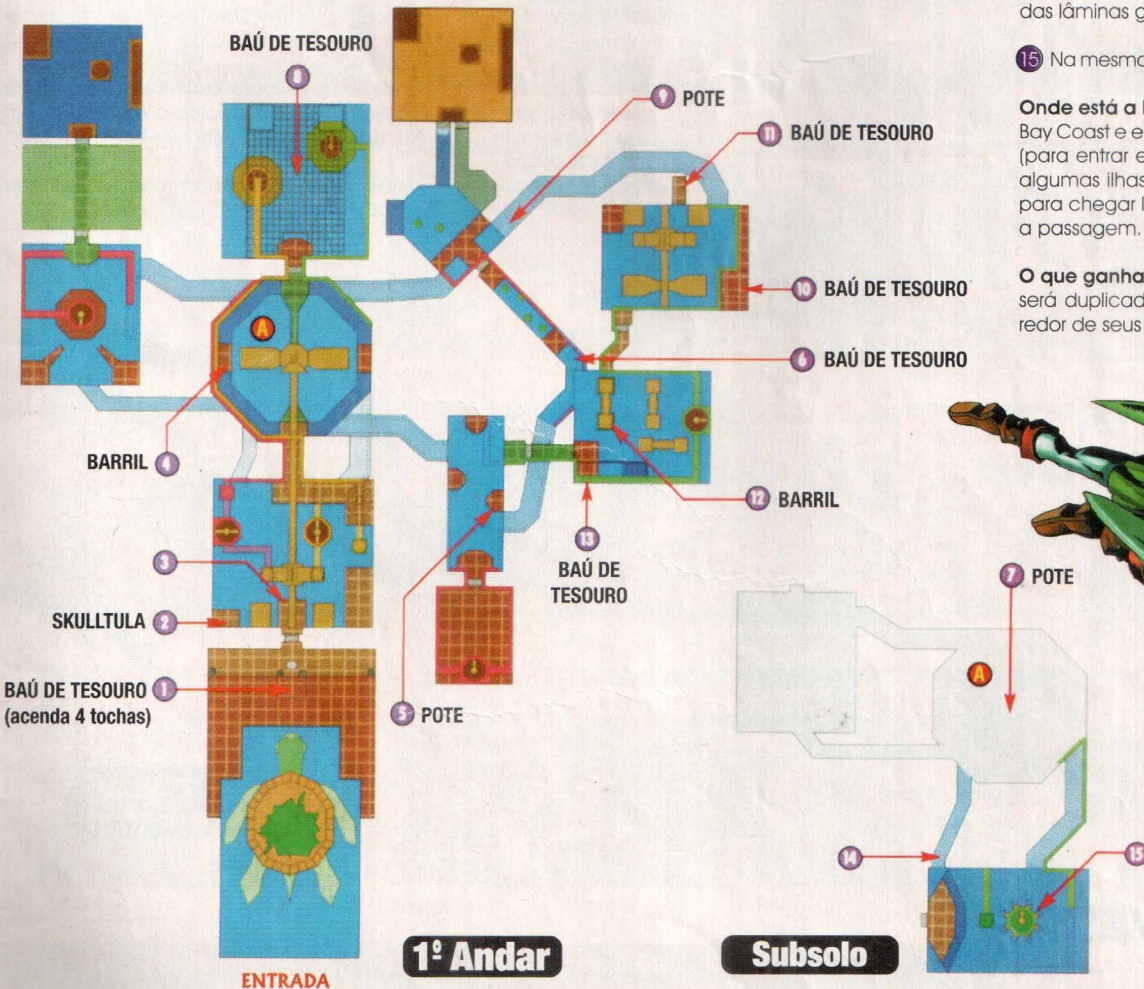 BAÚ DE TESOURO
8
9 POTE
11 BAÚ DE TESOURO
10 BAÚ DE TESOURO
6 BAÚ DE TESOURO
A
BARRIL 4
12 BARRIL
13
BAÚ DE
TESOURO
3
SKULLTULA 2
BAÚ DE TESOURO 1
(acenda 4 tochas)
5 POTE
ENTRADA
1º Andar
7 POTE
A
14
15
Subsolo
das lâminas
15 Na
Onde está a
Bay Coast e
(para entrar
algumas ilhas
para chegar
a passagem.
O que
será
redor de seus